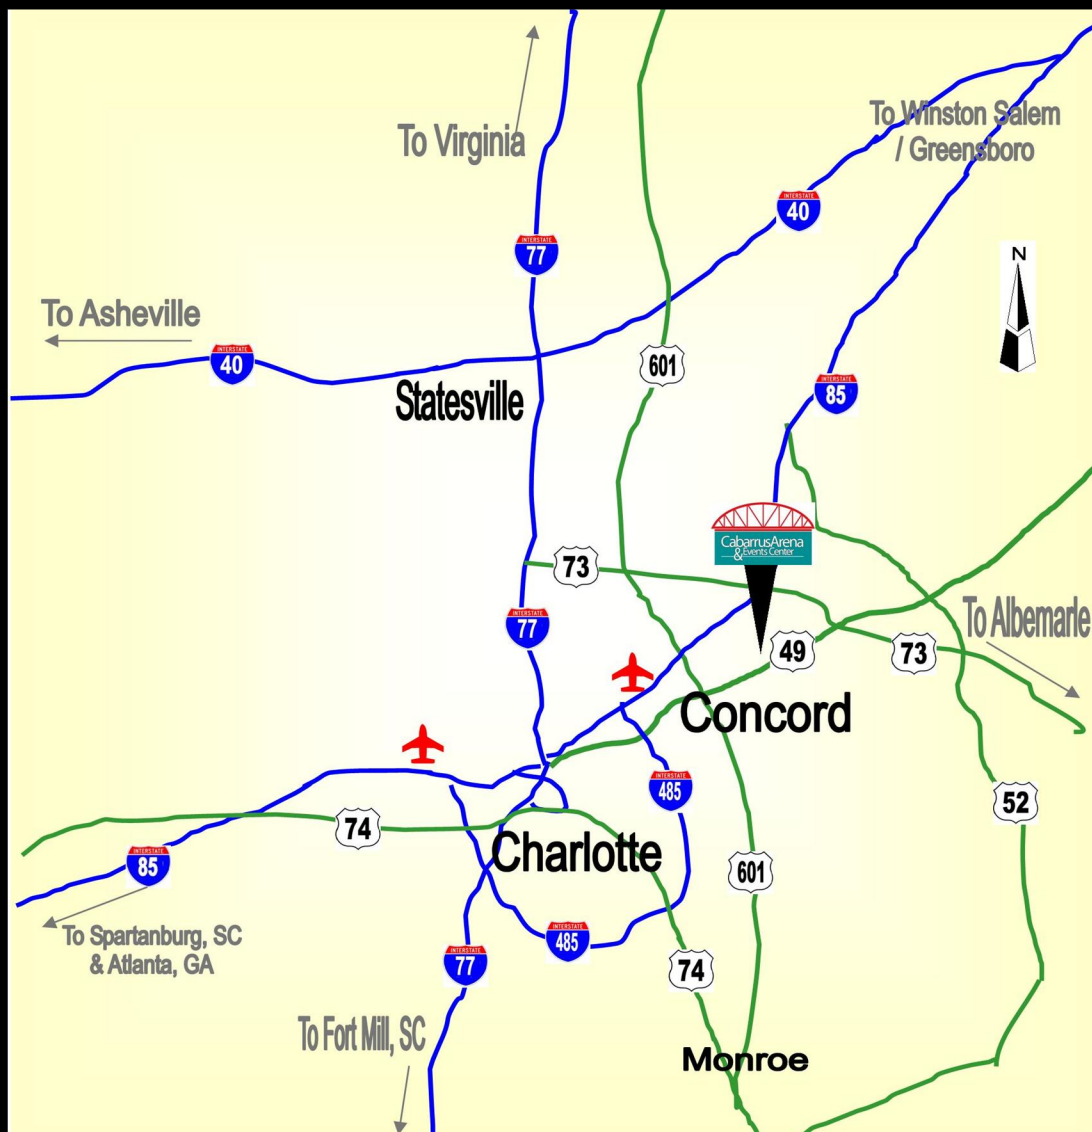 To Virginia
To Winston Salem
/ Greensboro
INTERSTATE
40
INTERSTATE
77
N
To Asheville
INTERSTATE
40
601
INTERSTATE
85
Statesville
CabarrusArena
& Events Center
73
INTERSTATE
77
To Albemarle
49
73
Concord
INTERSTATE
485
52
74
Charlotte
INTERSTATE
85
601
To Spartanburg, SC
& Atlanta, GA
INTERSTATE
485
INTERSTATE
77
74
To Fort Mill, SC
Monroe